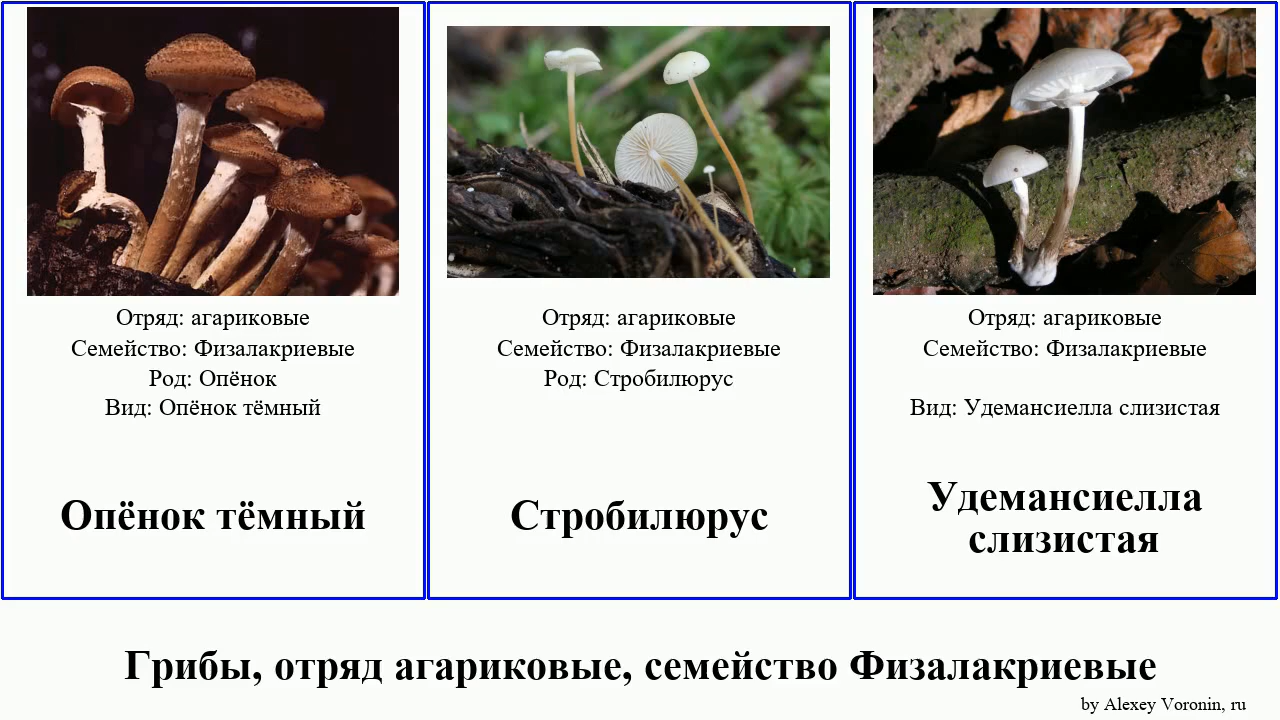 Отряд: агариковые
Семейство: Физалакриевые
Род: Опёнок
Вид: Опёнок тёмный
Опёнок тёмный
Отряд: агариковые
Семейство: Физалакриевые
Род: Стробилюрус
Стробилюрус
Отряд: агариковые
Семейство: Физалакриевые
Вид: Удемансиелла слизистая
Удемансиелла
слизистая
Грибы, отряд агариковые, семейство Физалакриевые
by Alexey Voronin, ru